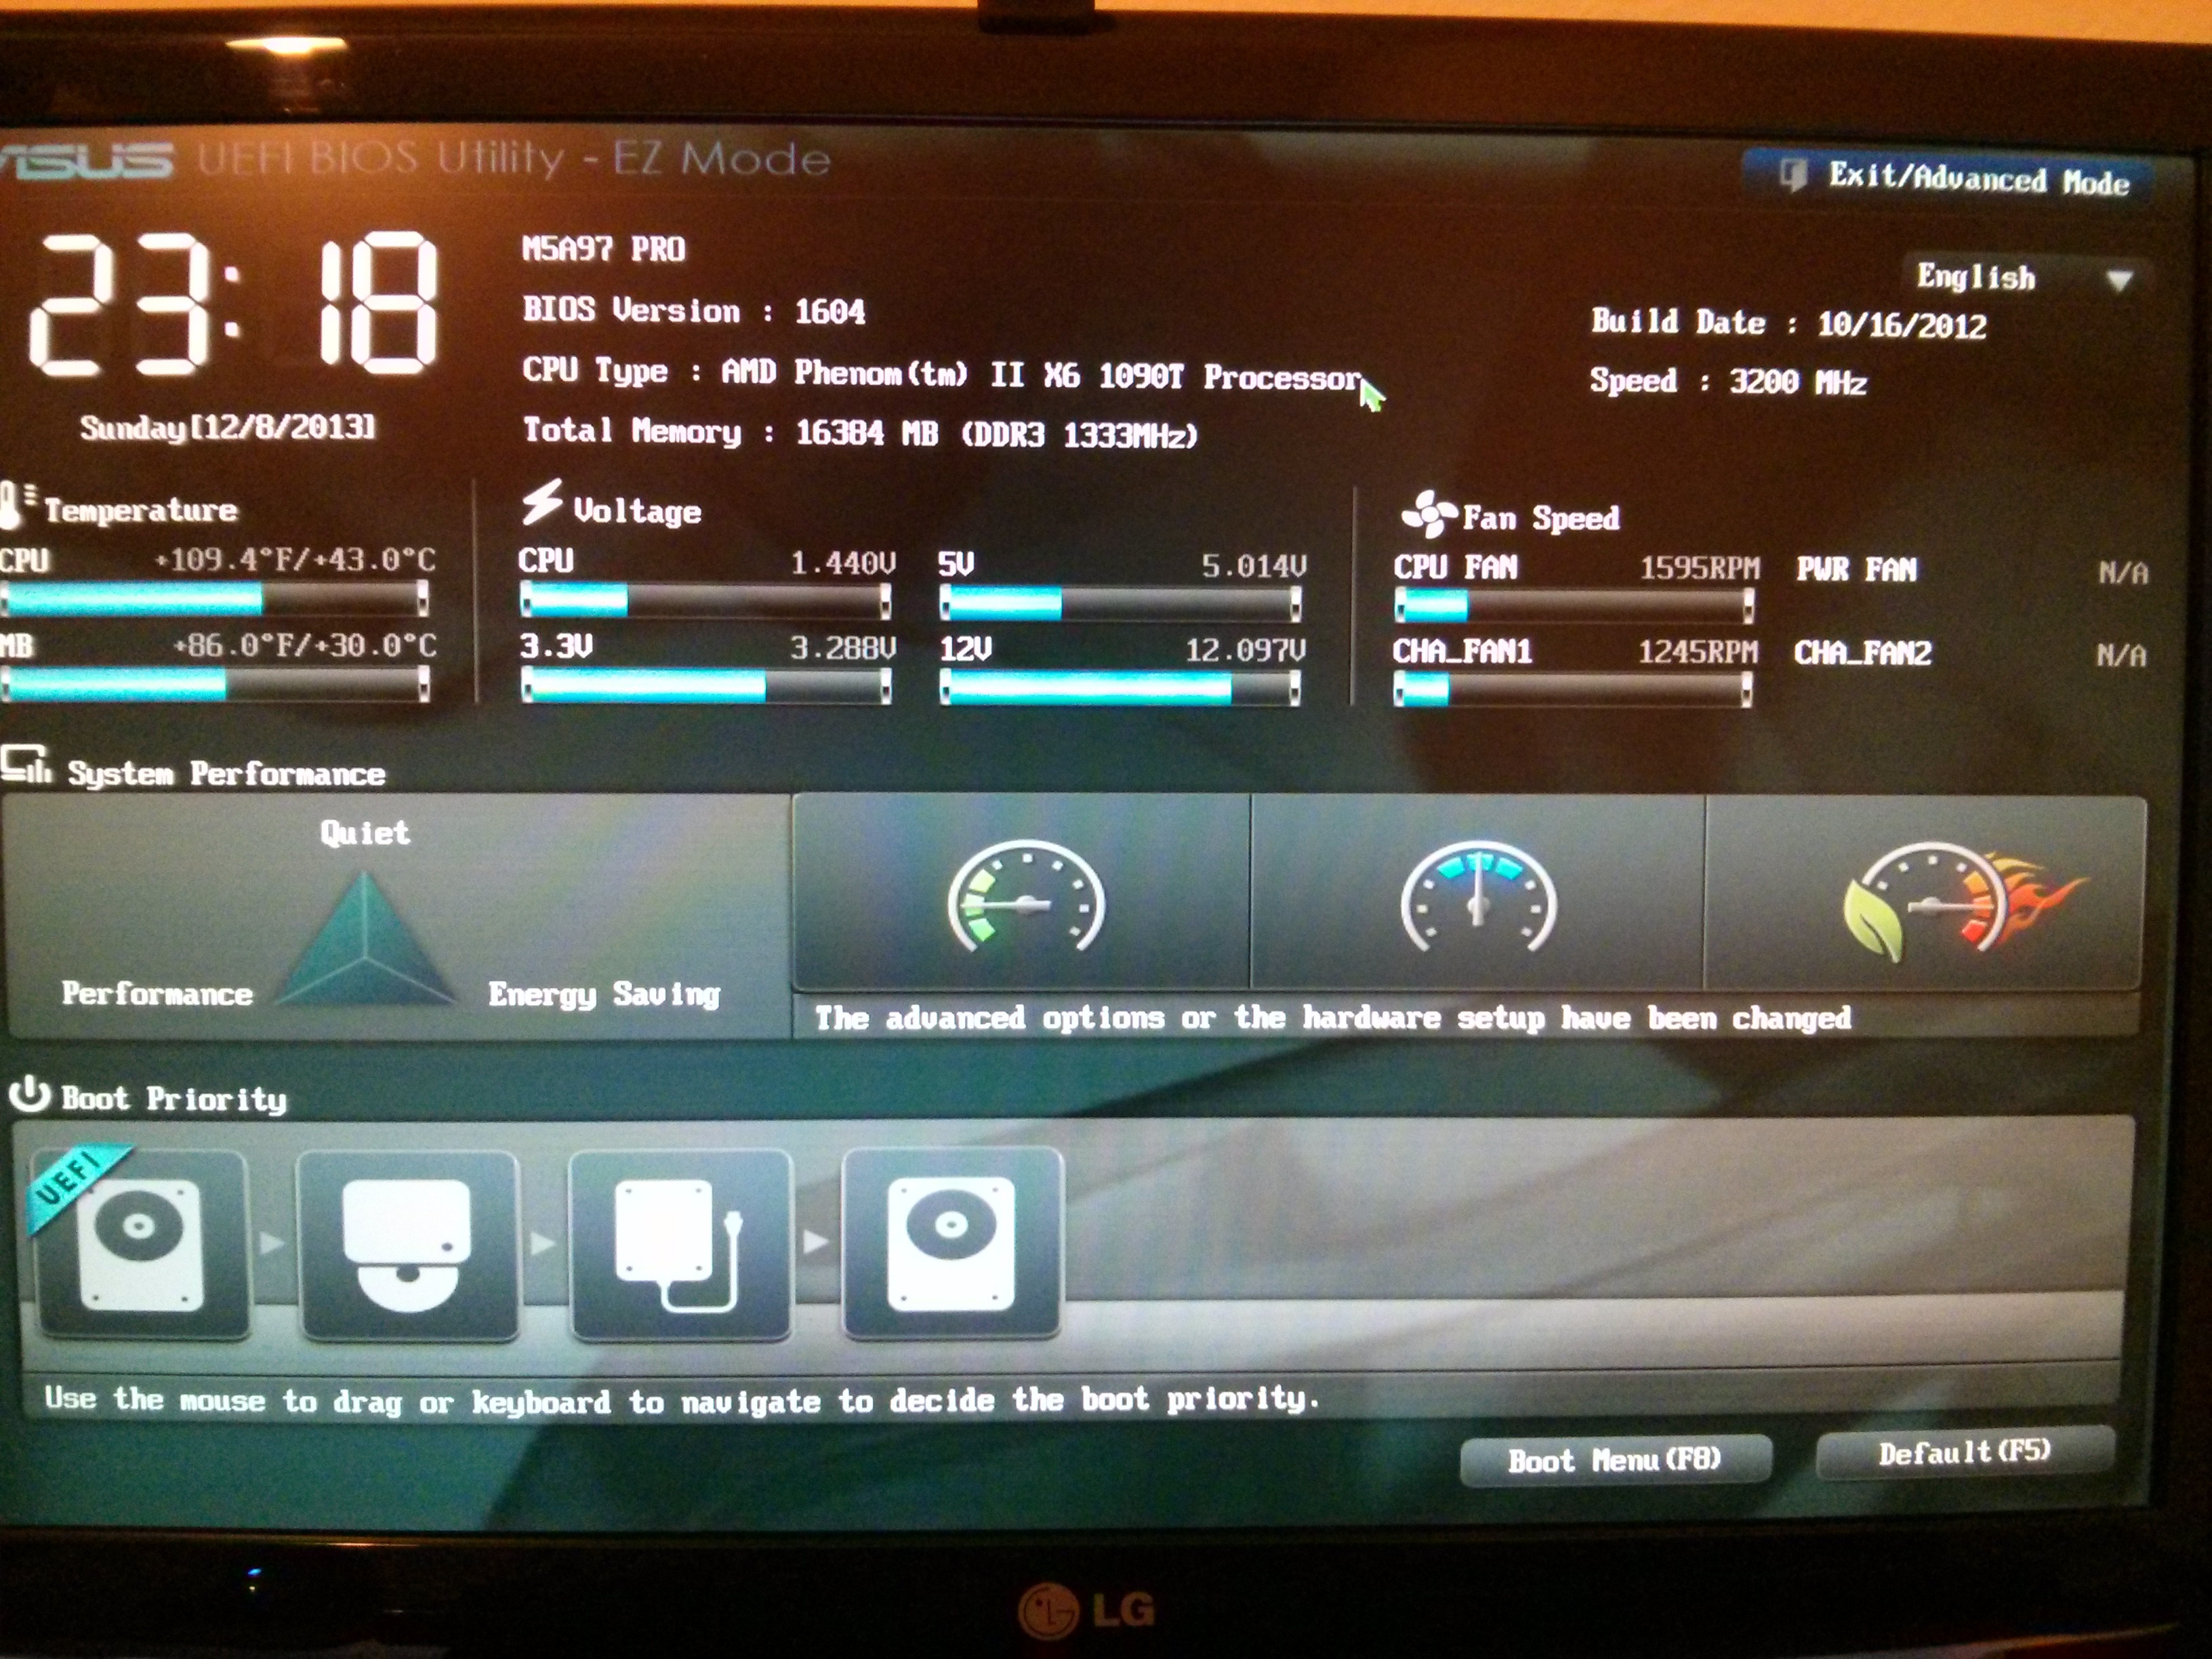 ASUS UEFI BIOS Utility - EZ Mode
Exit/Advanced Mode
23:18
Sunday[12/8/2013]
M5A97 PRO
English
BIOS Version : 1604
Build Date : 10/16/2012
CPU Type : AMD Phenom(tm) II X6 1090T Processor
Speed : 3200 MHz
Total Memory : 16384 MB (DDR3 1333MHz)
Temperature
CPU +109.4°F/+43.0°C
MB +86.0°F/+30.0°C
Voltage
CPU 1.440V 5V 5.014V
3.3V 3.288V 12V 12.097V
Fan Speed
CPU FAN 1595RPM PWR FAN N/A
CHA_FAN1 1245RPM CHA_FAN2 N/A
System Performance
Quiet
Performance Energy Saving
The advanced options or the hardware setup have been changed
Boot Priority
UEFI
Use the mouse to drag or keyboard to navigate to decide the boot priority.
Boot Menu(F8) Default(F5)
LG